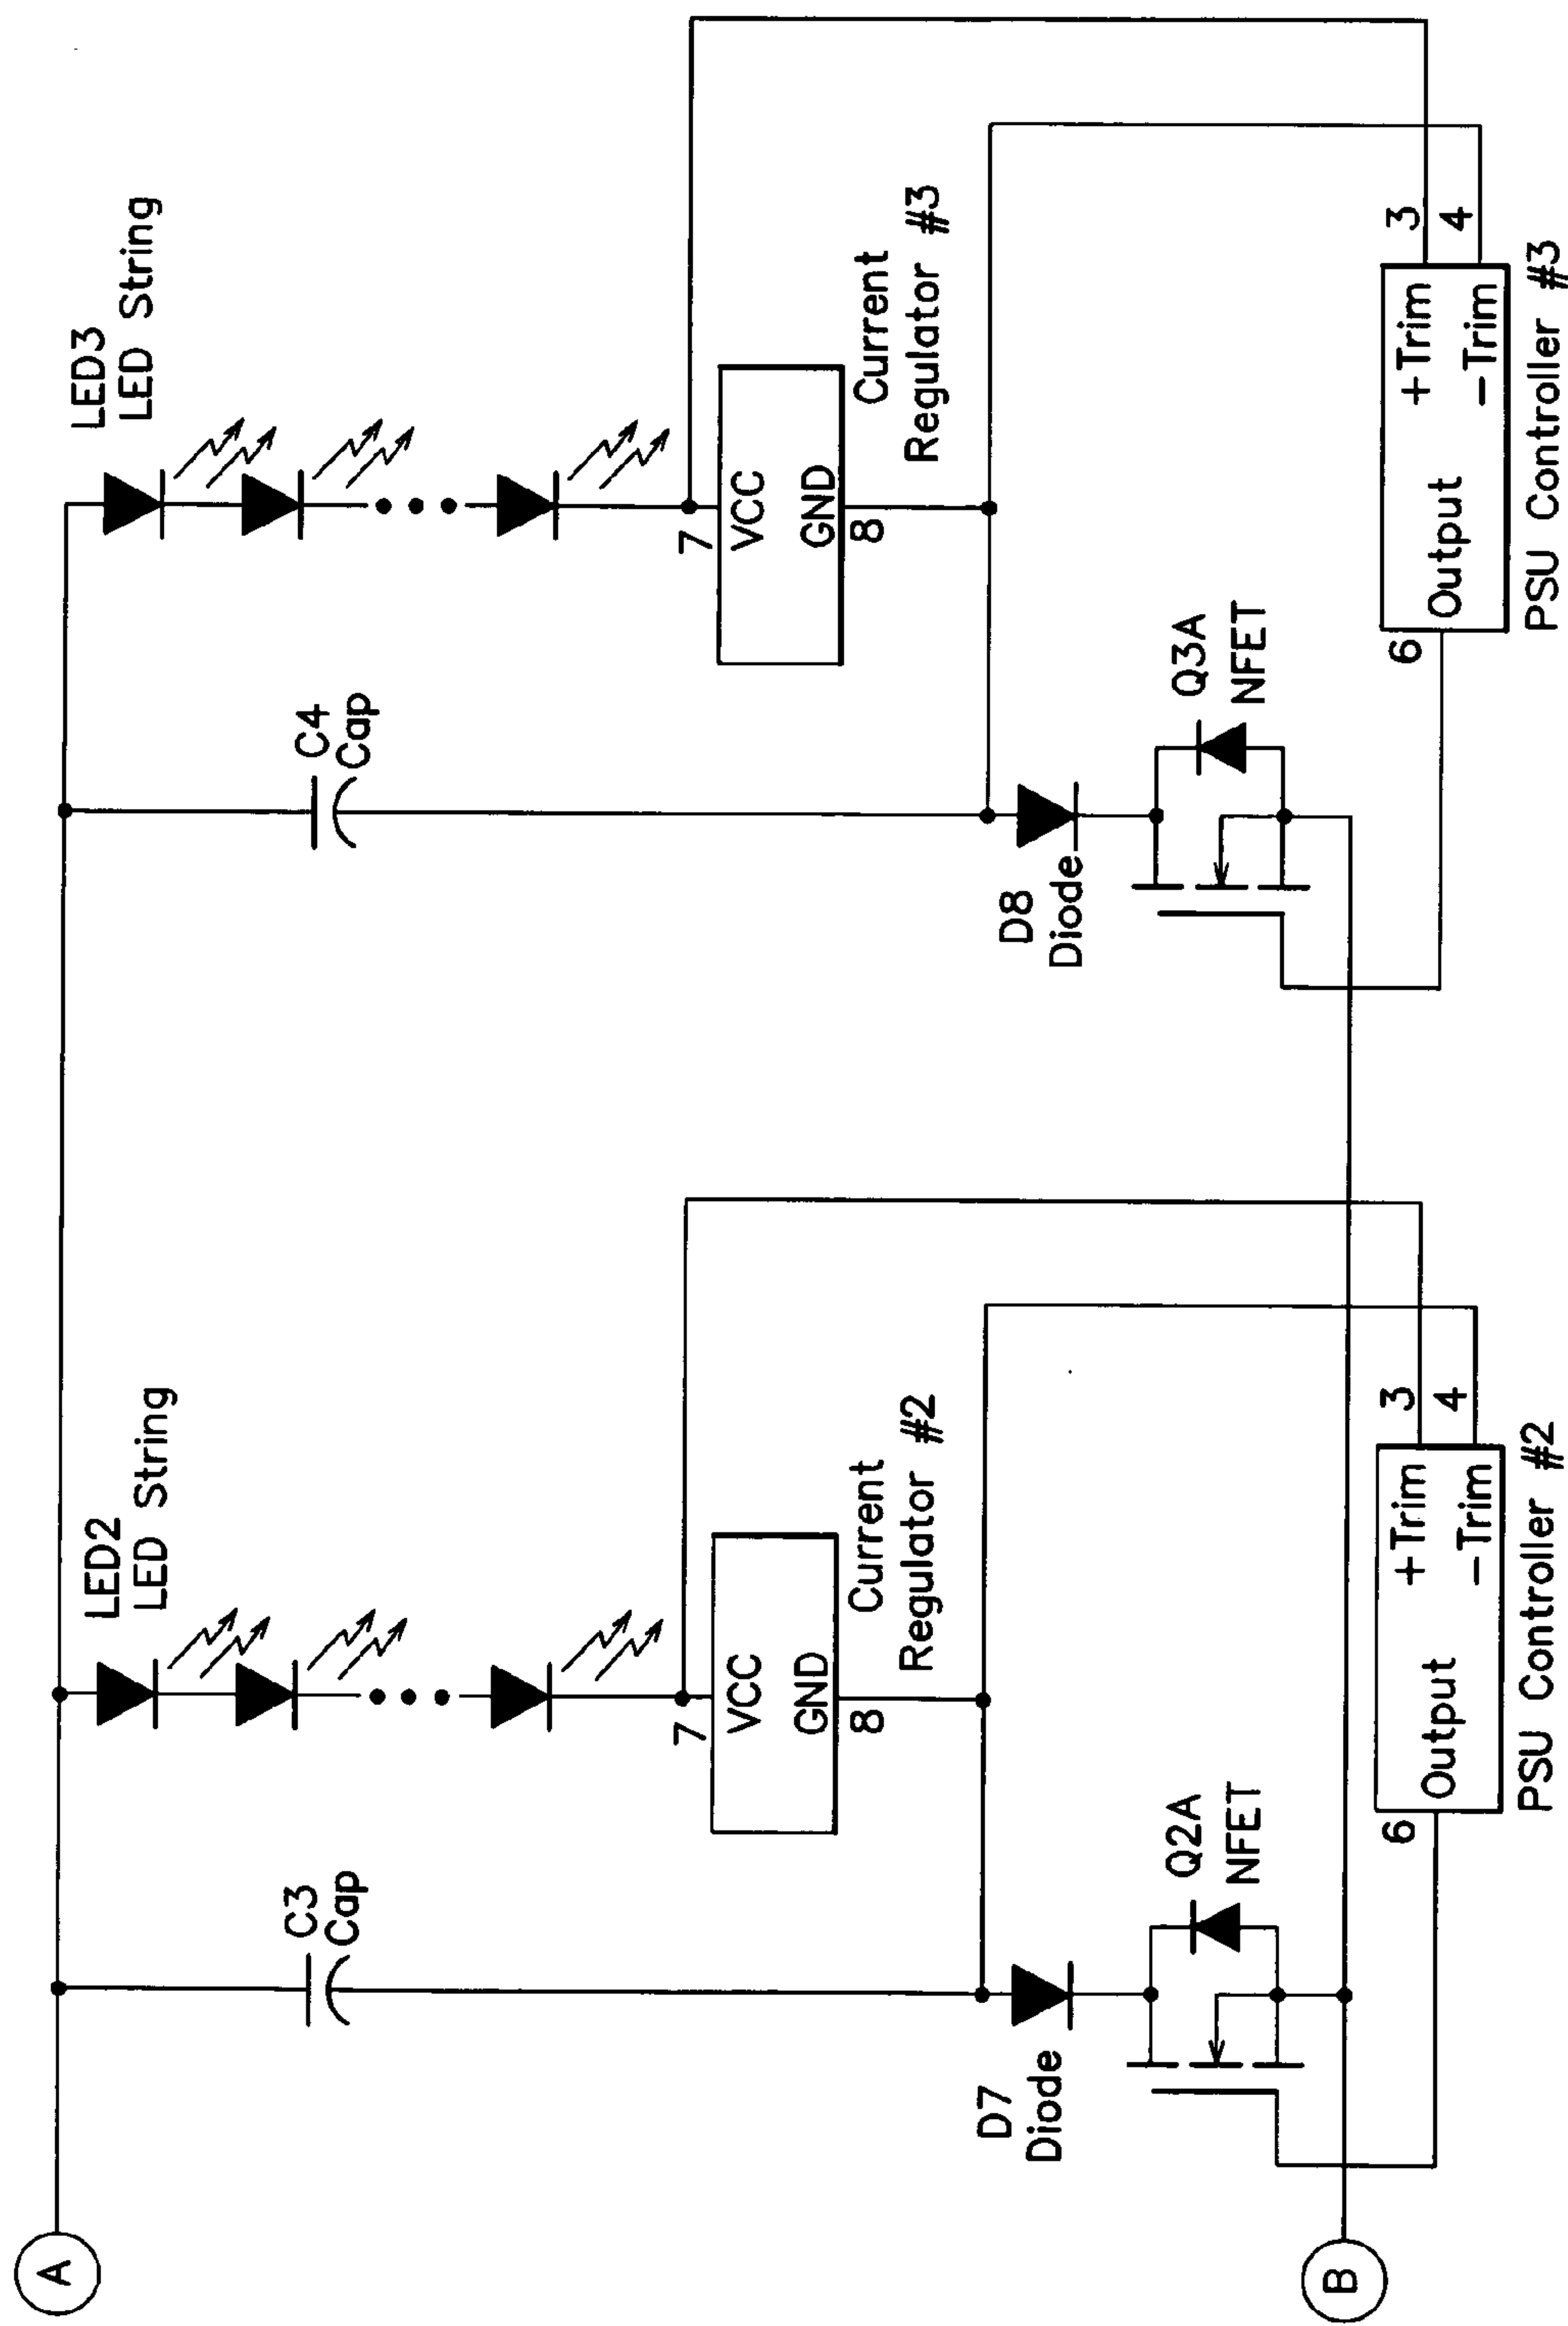 A
C3
Cap
LED2
LED String
7
VCC
GND
8
Current
Regulator #2
D7
Diode
Q2A
NFET
6
Output
+Trim
-Trim
3
4
PSU Controller #2
B
C4
Cap
LED3
LED String
7
VCC
GND
8
Current
Regulator #3
D8
Diode
Q3A
NFET
6
Output
+Trim
-Trim
3
4
PSU Controller #3